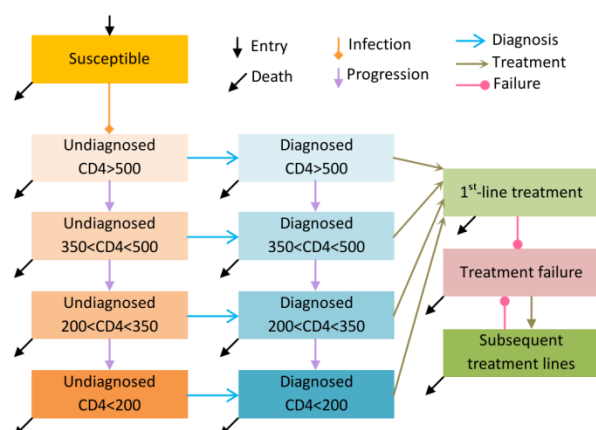 Susceptible
Entry
Death
Infection
Progression
Diagnosis
Treatment
Failure
Undiagnosed
CD4>500
Diagnosed
CD4>500
1st-line treatment
Undiagnosed
350<CD4<500
Diagnosed
350<CD4<500
Treatment failure
Undiagnosed
200<CD4<350
Diagnosed
200<CD4<350
Subsequent
treatment lines
Undiagnosed
CD4<200
Diagnosed
CD4<200